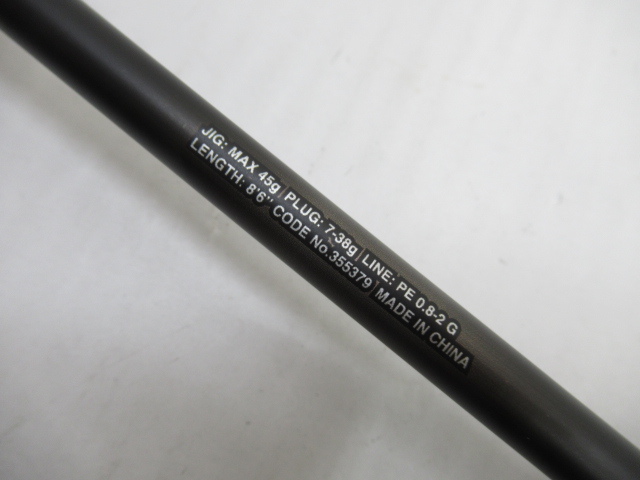 JIG: MAX 45g | PLUG: 7-38g | LINE: PE 0.8-2 G
LENGTH: 8'6" CODE No.355379 | MADE IN CHINA